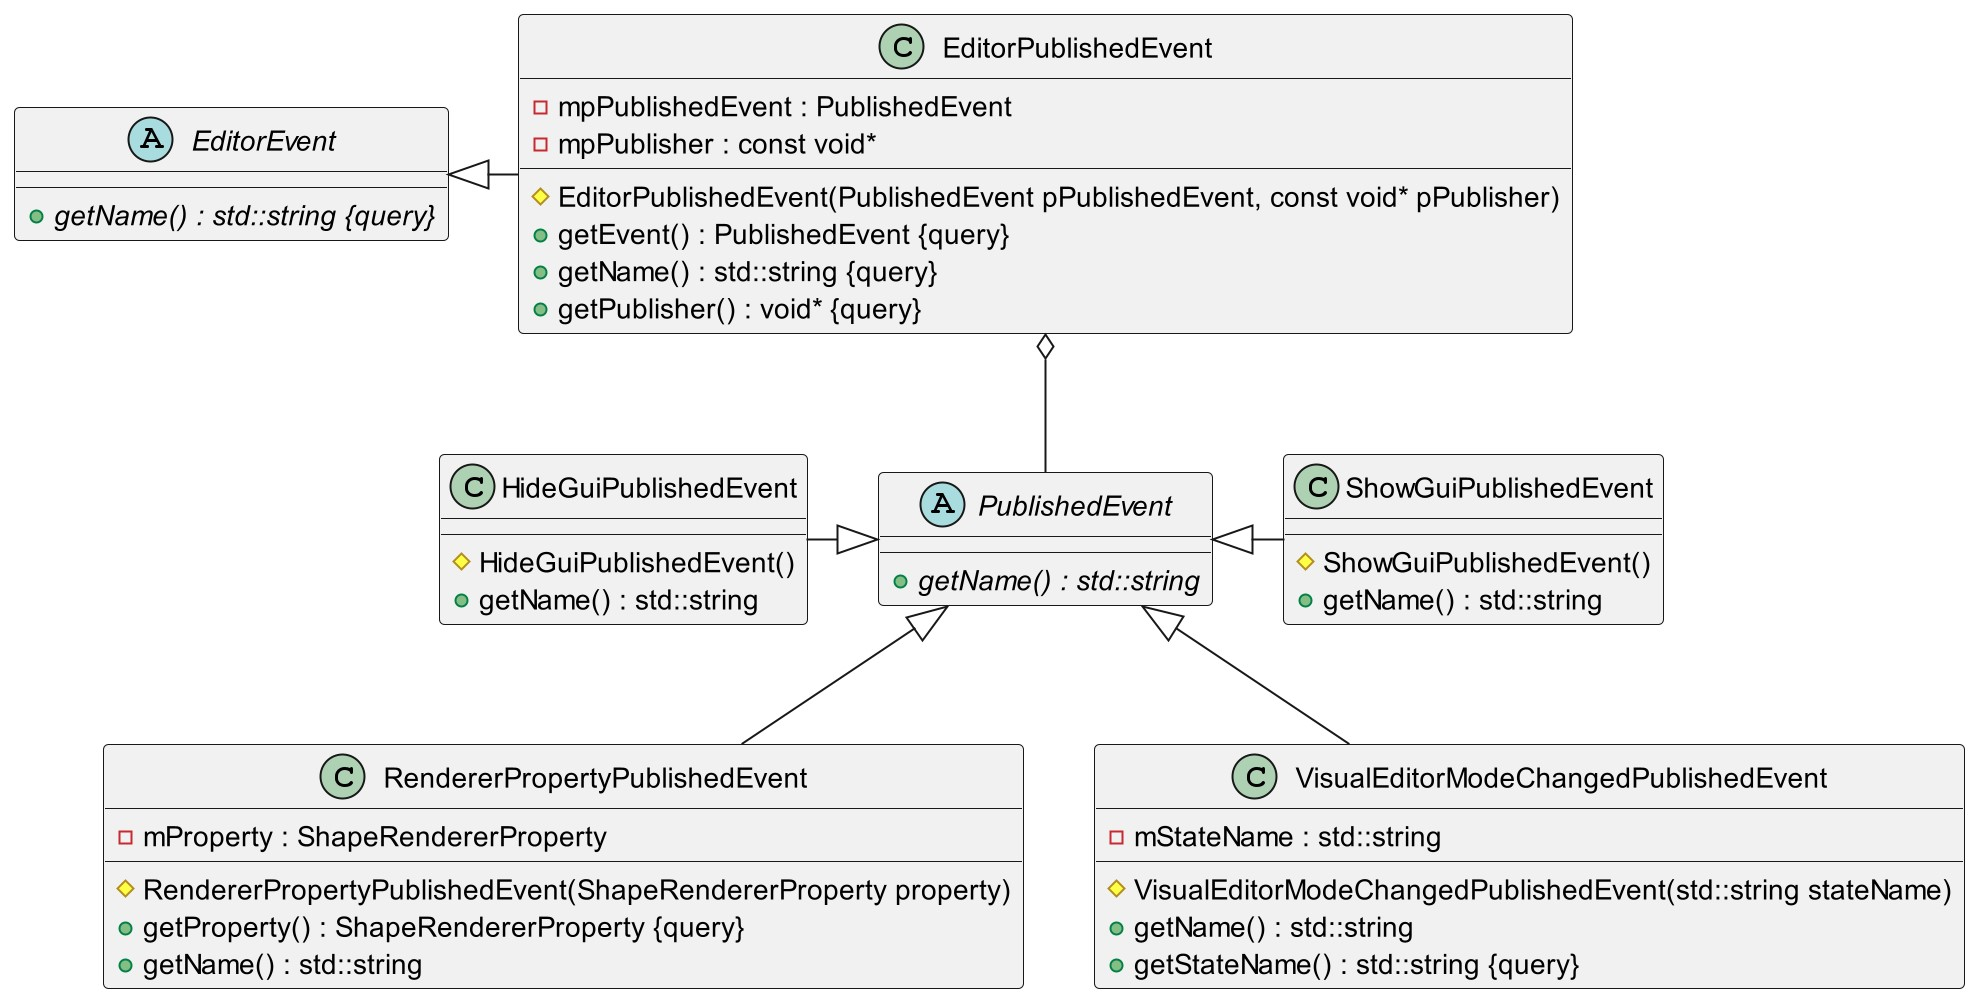 C EditorPublishedEvent
mpPublishedEvent : PublishedEvent
mpPublisher : const void*
EditorPublishedEvent(PublishedEvent pPublishedEvent, const void* pPublisher)
getEvent() : PublishedEvent {query}
getName() : std::string {query}
getPublisher() : void* {query}
A EditorEvent
getName() : std::string {query}
C HideGuiPublishedEvent
HideGuiPublishedEvent()
getName() : std::string
A PublishedEvent
getName() : std::string
C ShowGuiPublishedEvent
ShowGuiPublishedEvent()
getName() : std::string
C RendererPropertyPublishedEvent
mProperty : ShapeRendererProperty
RendererPropertyPublishedEvent(ShapeRendererProperty property)
getProperty() : ShapeRendererProperty {query}
getName() : std::string
C VisualEditorModeChangedPublishedEvent
mStateName : std::string
VisualEditorModeChangedPublishedEvent(std::string stateName)
getName() : std::string
getStateName() : std::string {query}